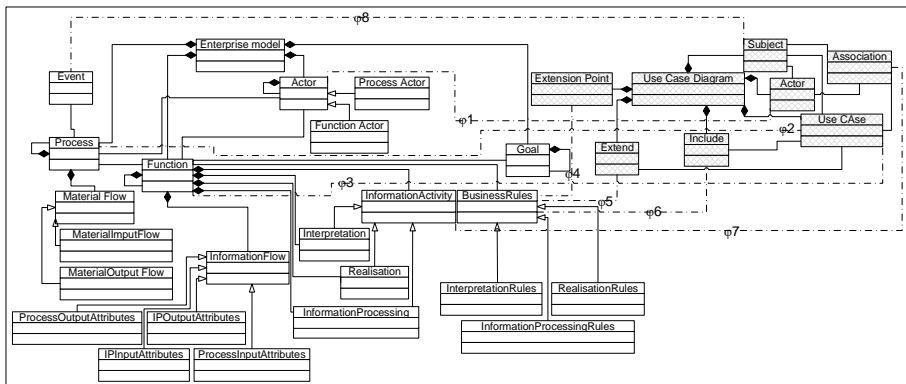 φ8
Enterprise model
Subject
Association
Event
Actor
Process Actor
Extension Point
Use Case Diagram
Actor
φ1
Function Actor
φ2
Use CAse
Process
Goal
Extend
Include
Function
φ4
Material Flow
φ3
InformationActivity
BusinessRules
φ5
φ6
φ7
MaterialImputFlow
Interpretation
InformationFlow
MaterialOutput Flow
Realisation
InterpretationRules
RealisationRules
ProcessOutputAttributes
IPOutputAttributes
InformationProcessing
InformationProcessingRules
IPInputAttributes
ProcessInputAttributes